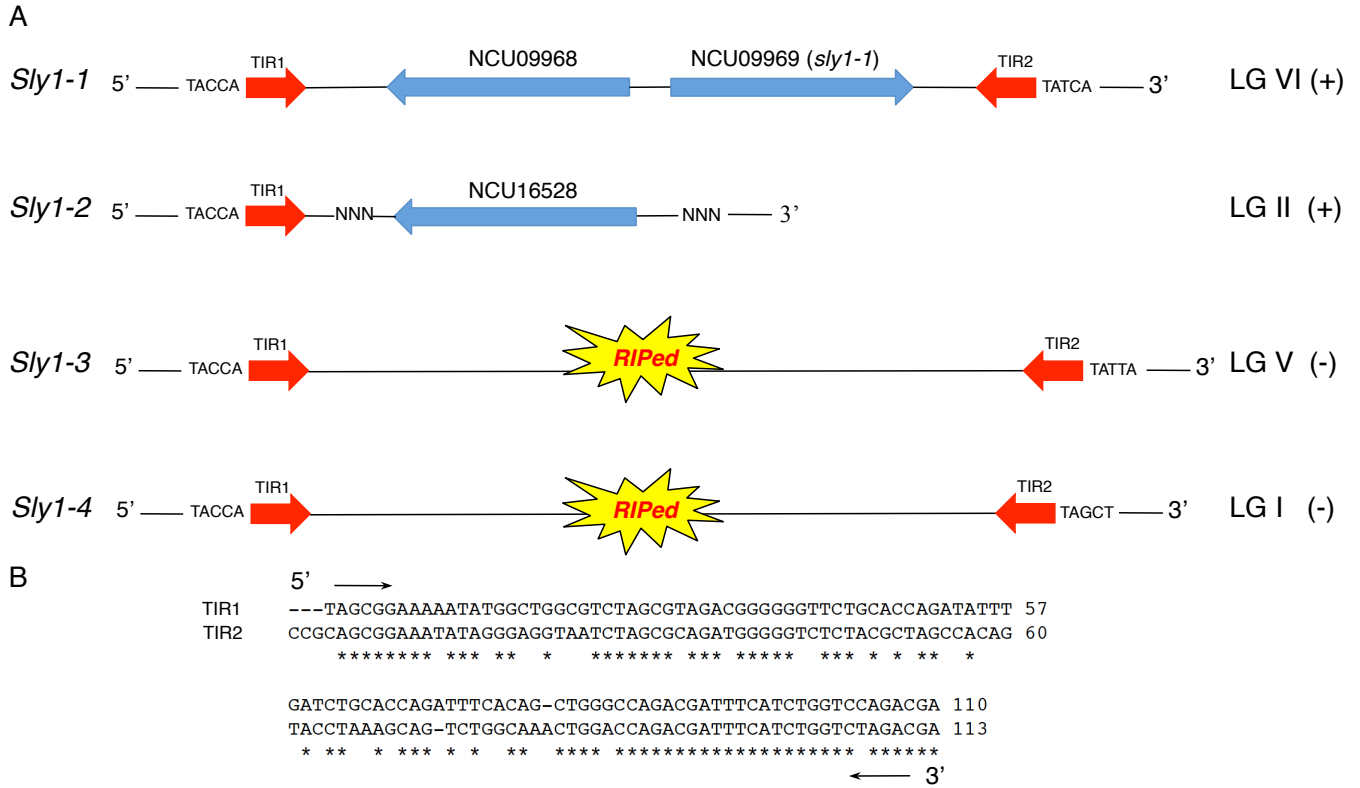 A
Sly1-1 5' TACCA TIR1 NCU09968 NCU09969 (sly1-1) TIR2 TATCA 3' LG VI (+)
Sly1-2 5' TACCA TIR1 NNN NCU16528 NNN 3' LG II (+)
Sly1-3 5' TACCA TIR1 RIPed TIR2 TATTA 3' LG V (-)
Sly1-4 5' TACCA TIR1 RIPed TIR2 TAGCT 3' LG I (-)
B
5'
TIR1 ---TAGCGGAAAAATATGGCTGGCGTCTAGCGTAGACGGGGGGTTCTGCACCAGATATTT 57
TIR2 CCGCAGCGGAAATATAGGGAGGTAATCTAGCGCAGATGGGGGTCTCTACGCTAGCCACAG 60
******** *** ** * ******* *** ***** *** * * ** *
GATCTGCACCAGATTTCACAG-CTGGGCCAGACGATTTCATCTGGTCCAGACGA 110
TACCTAAAGCAG-TCTGGCAAACTGGACCAGACGATTTCATCTGGTCTAGACGA 113
* ** * *** * * ** **** ******************** ******
3'